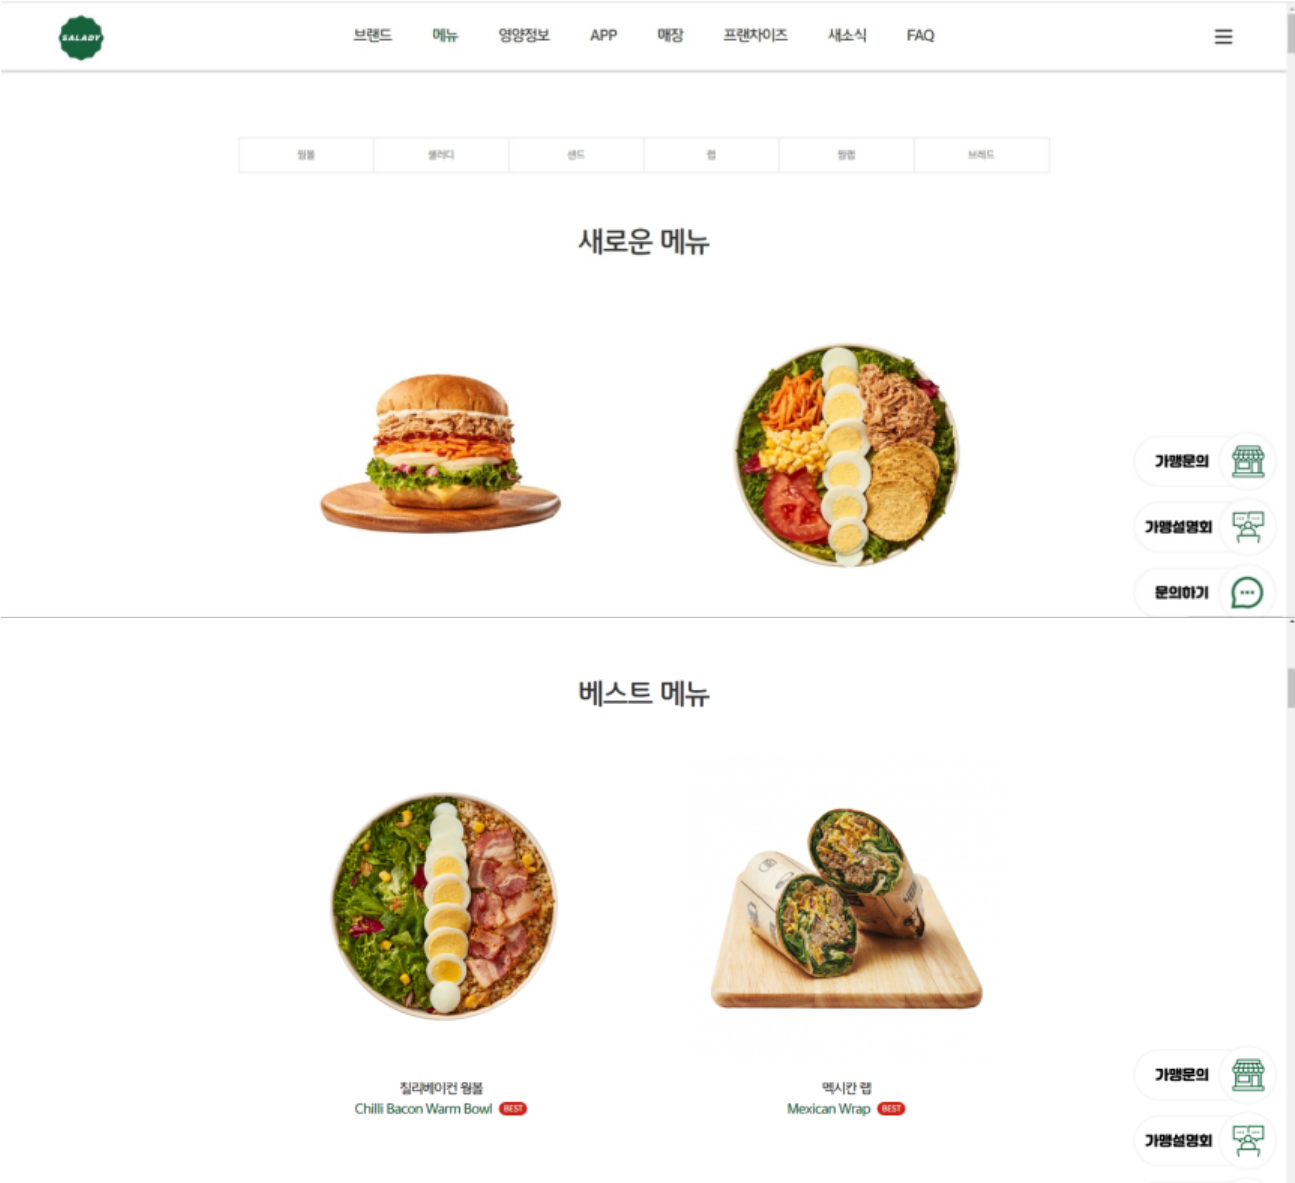 SALADY
브랜드 메뉴 영양정보 APP 매장 프랜차이즈 새소식 FAQ
웜볼 샐러디 샌드 랩 웜랩 브레드
새로운 메뉴
가맹문의
가맹설명회
문의하기
베스트 메뉴
칠리베이컨 웜볼
Chilli Bacon Warm Bowl BEST
멕시칸 랩
Mexican Wrap BEST
가맹문의
가맹설명회